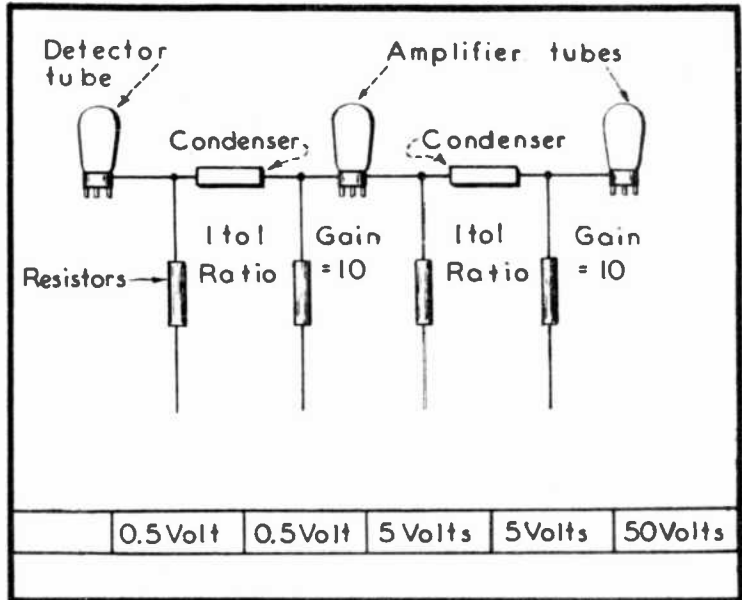 Detector
tube
Amplifier tubes
Condenser
Condenser
1 to 1
Ratio
Gain
=10
1 to 1
Ratio
Gain
=10
Resistors
0.5 Volt 0.5 Volt 5 Volts 5 Volts 50 Volts